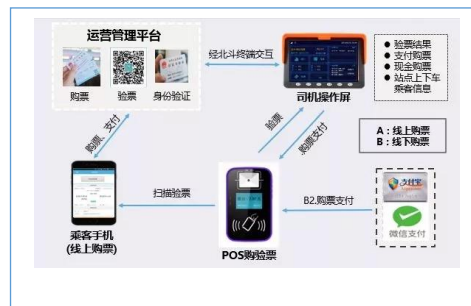 运营管理平台
购票
验票
身份验证
经北斗终端交互
司机操作屏
● 验票结果
● 支付购票
● 现金购票
● 站点上下车
乘客信息
购票、支付
验票
购票支付
A：线上购票
B：线下购票
扫描验票
B2.购票支付
支付宝
微信支付
乘客手机
(线上购票)
POS购验票